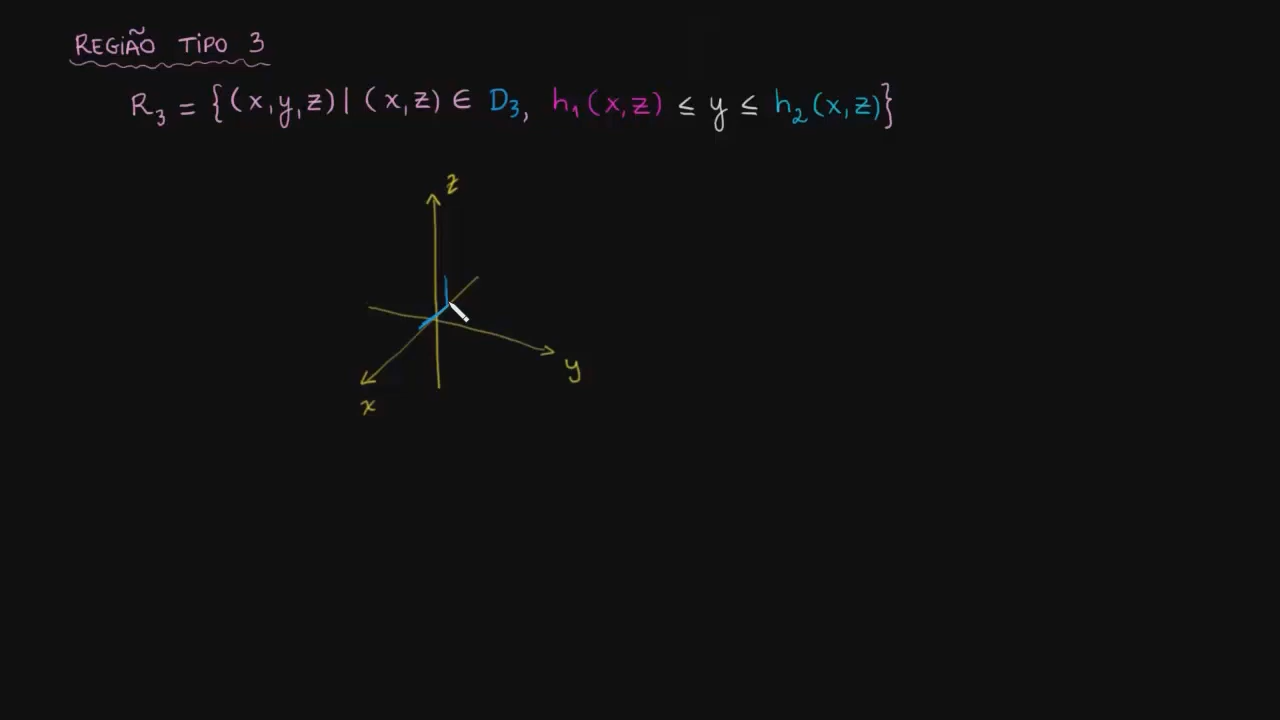 REGIÃO TIPO 3
R₃ = {(x,y,z) | (x,z) ∈ D₃, h₁(x,z) ≤ y ≤ h₂(x,z)}
z
y
x